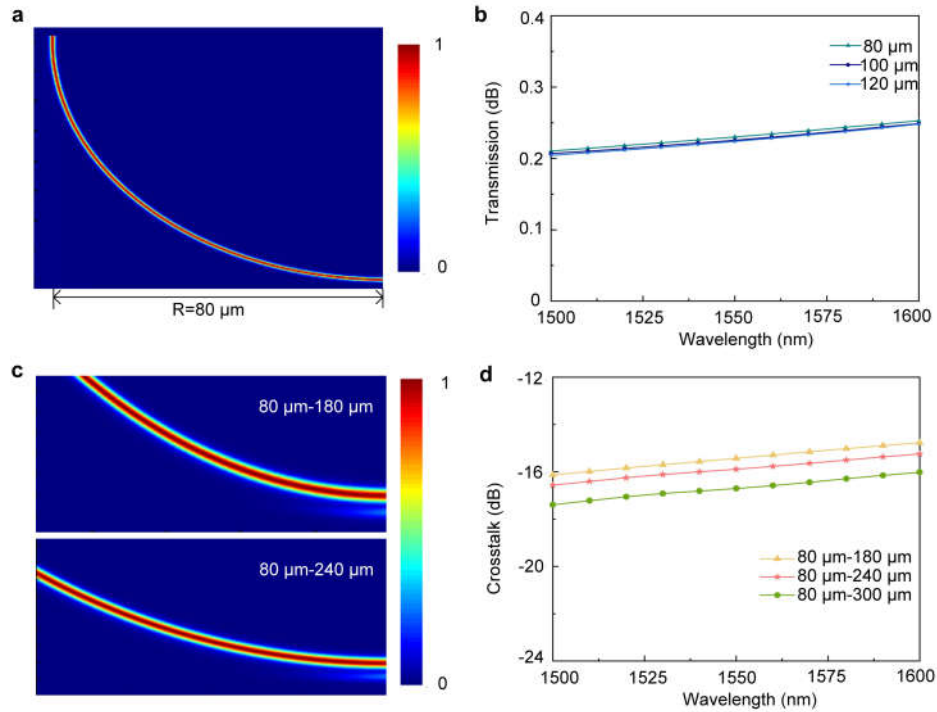 a
1
0
R=80 μm
b
0.4
0.3
0.2
0.1
0
Transmission (dB)
80 μm
100 μm
120 μm
1500
1525
1550
1575
1600
Wavelength (nm)
c
80 μm-180 μm
80 μm-240 μm
1
0
d
-12
-16
-20
-24
Crosstalk (dB)
80 μm-180 μm
80 μm-240 μm
80 μm-300 μm
1500
1525
1550
1575
1600
Wavelength (nm)